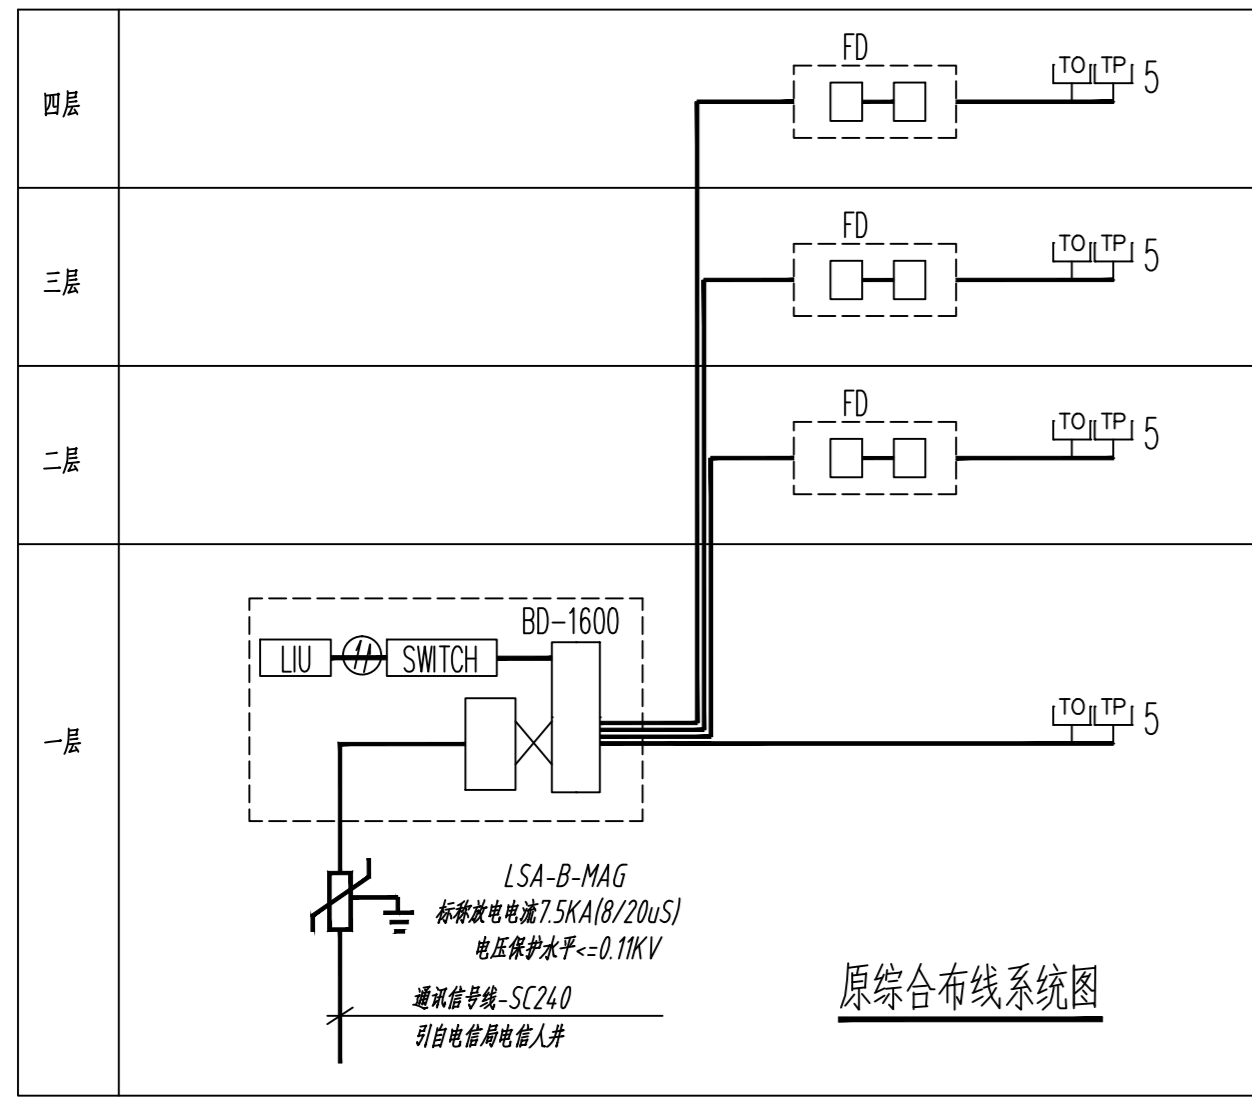 四层
FD
TO TP 5
三层
FD
TO TP 5
二层
FD
TO TP 5
一层
BD-1600
LIU
SWITCH
TO TP 5
LSA-B-MAG
标称放电电流7.5KA(8/20uS)
电压保护水平<=0.11KV
通讯信号线-SC240
引自电信局电信人井
原综合布线系统图